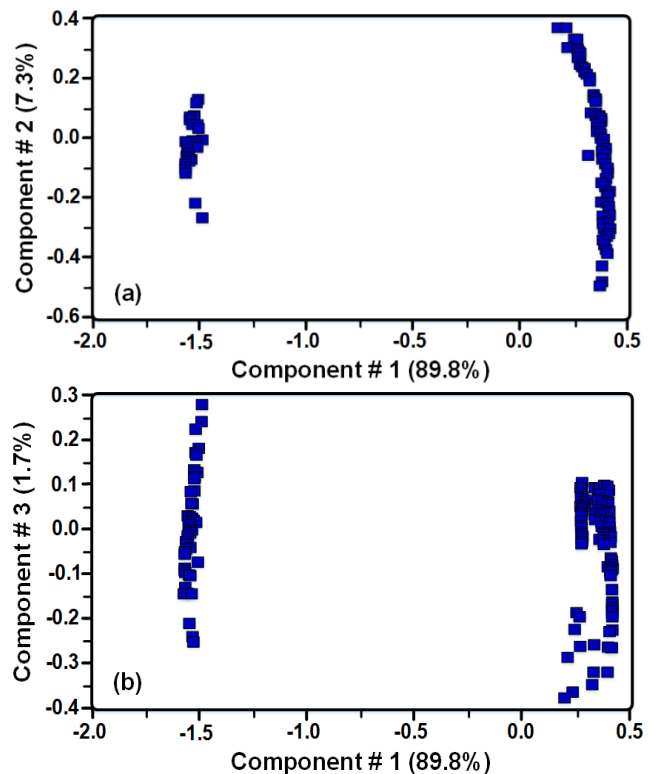 0.4
0.2
0.0
-0.2
-0.4
-0.6
Component # 2 (7.3%)
(a)
-2.0 -1.5 -1.0 -0.5 0.0 0.5
Component # 1 (89.8%)
0.3
0.2
0.1
0.0
-0.1
-0.2
-0.3
-0.4
Component # 3 (1.7%)
(b)
-2.0 -1.5 -1.0 -0.5 0.0 0.5
Component # 1 (89.8%)